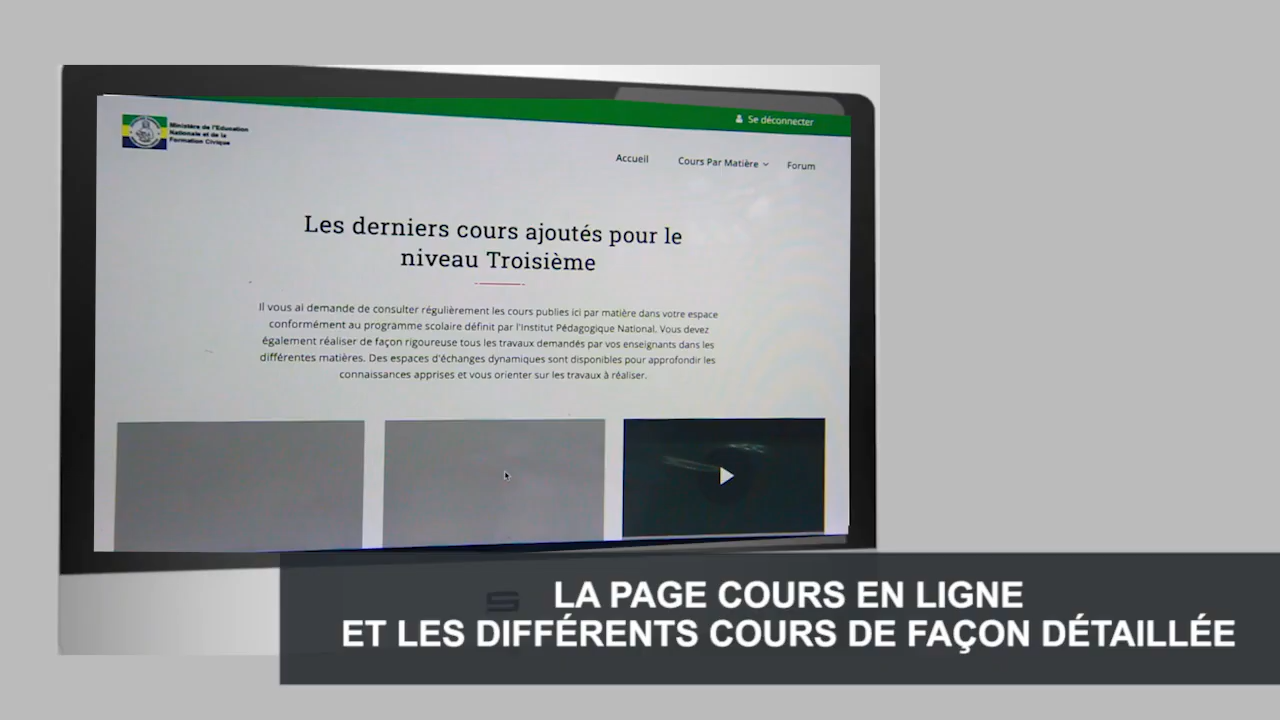 Ministère de l'Education
Nationale et de la
Formation Civique
Se déconnecter
Accueil
Cours Par Matière
Forum
Les derniers cours ajoutés pour le
niveau Troisième
Il vous ai demande de consulter régulièrement les cours publies ici par matière dans votre espace
conformément au programme scolaire définit par l'Institut Pédagogique National. Vous devez
également réaliser de façon rigoureuse tous les travaux demandés par vos enseignants dans les
différentes matières. Des espaces d'échanges dynamiques sont disponibles pour approfondir les
connaissances apprises et vous orienter sur les travaux à réaliser.
LA PAGE COURS EN LIGNE
ET LES DIFFÉRENTS COURS DE FAÇON DÉTAILLÉE